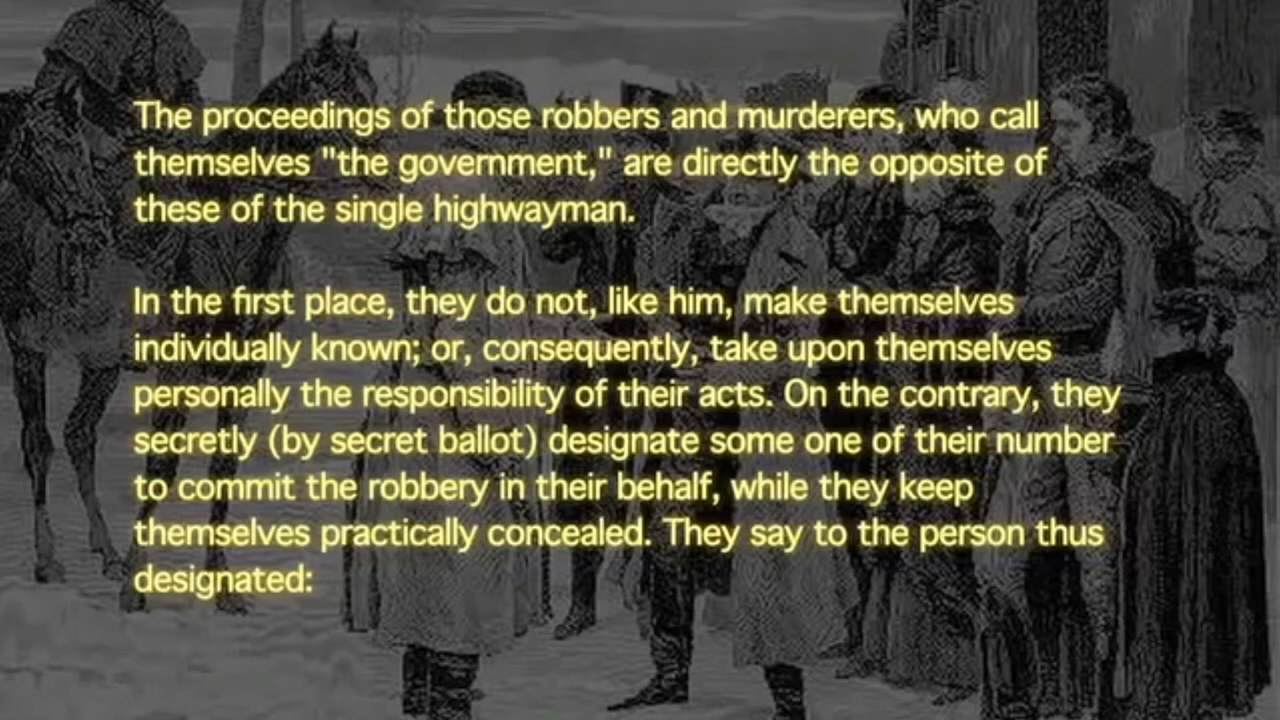 The proceedings of those robbers and murderers, who call
themselves "the government," are directly the opposite of
these of the single highwayman.
In the first place, they do not, like him, make themselves
individually known; or, consequently, take upon themselves
personally the responsibility of their acts. On the contrary, they
secretly (by secret ballot) designate some one of their number
to commit the robbery in their behalf, while they keep
themselves practically concealed. They say to the person thus
designated: